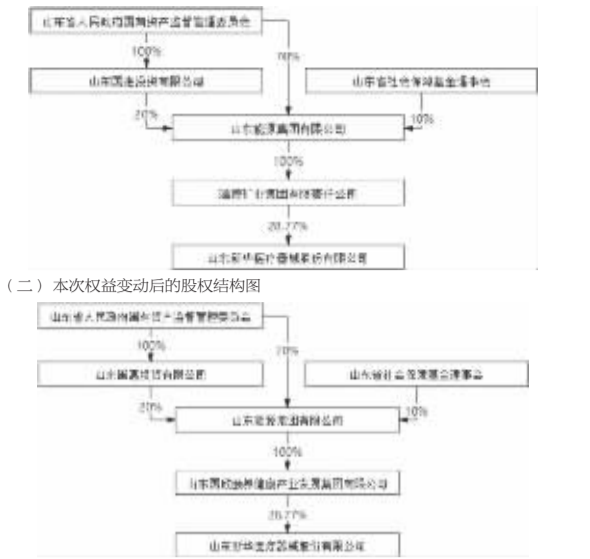 山东省人民政府国有资产监督管理委员会
100%
70%
山东国惠投资有限公司
山东省社会保障基金理事会
20%
10%
山东能源集团有限公司
100%
淄博矿业集团有限责任公司
28.77%
山东新华医疗器械股份有限公司
（二）本次权益变动后的股权结构图
山东省人民政府国有资产监督管理委员会
100%
70%
山东国惠投资有限公司
山东省社会保障基金理事会
20%
10%
山东能源集团有限公司
100%
山东国欣颐养健康产业发展集团有限公司
28.77%
山东新华医疗器械股份有限公司